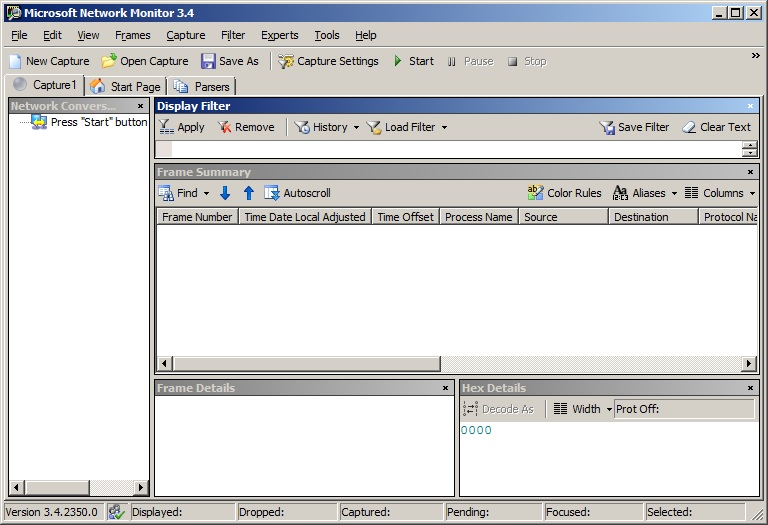 Microsoft Network Monitor 3.4
File Edit View Frames Capture Filter Experts Tools Help
New Capture Open Capture Save As Capture Settings Start Pause Stop
Capture1 Start Page Parsers
Network Convers...
Press "Start" button
Display Filter
Apply Remove History Load Filter Save Filter Clear Text
Frame Summary
Find Autoscroll Color Rules Aliases Columns
Frame Number Time Date Local Adjusted Time Offset Process Name Source Destination Protocol Na
Frame Details
Hex Details
Decode As Width Prot Off:
0000
Version 3.4.2350.0 Displayed: Dropped: Captured: Pending: Focused: Selected: